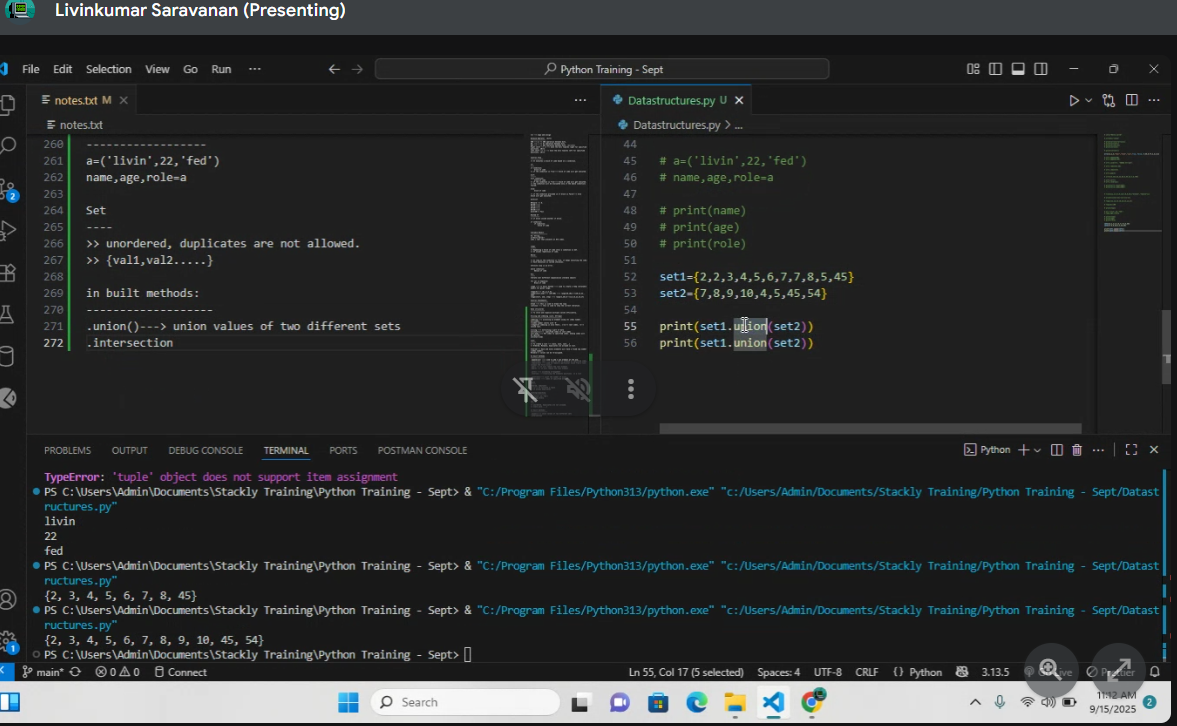 Livinkumar Saravanan (Presenting)
File Edit Selection View Go Run ··· Python Training - Sept
notes.txt M
Datastructures.py U
notes.txt
Datastructures.py > ...
260 ------------------
261 a=('livin',22,'fed')
262 name,age,role=a
263
264 Set
265 ----
266 >> unordered, duplicates are not allowed.
267 >> {val1,val2.....}
268
269 in built methods:
270 -------------------
271 .union()---> union values of two different sets
272 .intersection
44
45 # a=('livin',22,'fed')
46 # name,age,role=a
47
48 # print(name)
49 # print(age)
50 # print(role)
51
52 set1={2,2,3,4,5,6,7,7,8,5,45}
53 set2={7,8,9,10,4,5,45,54}
54
55 print(set1.union(set2))
56 print(set1.union(set2))
PROBLEMS OUTPUT DEBUG CONSOLE TERMINAL PORTS POSTMAN CONSOLE Python
TypeError: 'tuple' object does not support item assignment
PS C:\Users\Admin\Documents\Stackly Training\Python Training - Sept> & "C:/Program Files/Python313/python.exe" "c:/Users/Admin/Documents/Stackly Training/Python Training - Sept/Datast
ructures.py"
livin
22
fed
PS C:\Users\Admin\Documents\Stackly Training\Python Training - Sept> & "C:/Program Files/Python313/python.exe" "c:/Users/Admin/Documents/Stackly Training/Python Training - Sept/Datast
ructures.py"
{2, 3, 4, 5, 6, 7, 8, 45}
PS C:\Users\Admin\Documents\Stackly Training\Python Training - Sept> & "C:/Program Files/Python313/python.exe" "c:/Users/Admin/Documents/Stackly Training/Python Training - Sept/Datast
ructures.py"
{2, 3, 4, 5, 6, 7, 8, 9, 10, 45, 54}
PS C:\Users\Admin\Documents\Stackly Training\Python Training - Sept>
main* 0 0 Connect Ln 55, Col 17 (5 selected) Spaces: 4 UTF-8 CRLF {} Python 3.13.5
Search
11:12 AM
9/15/2025
2
2
1